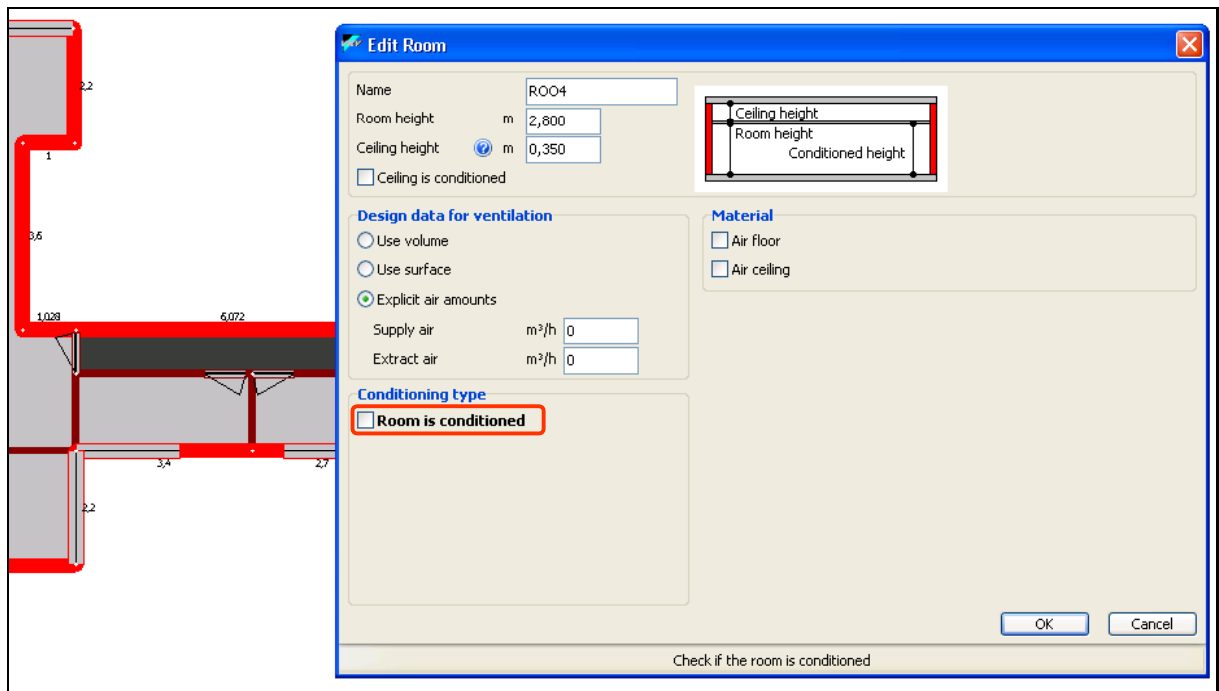 2,2
1
3,6
1,028
6,072
3,4
2,7
2,2
Edit Room
Name
ROO4
Room height m 2,800
Ceiling height m 0,350
Ceiling is conditioned
Ceiling height
Room height
Conditioned height
Design data for ventilation
Use volume
Use surface
Explicit air amounts
Supply air m³/h 0
Extract air m³/h 0
Material
Air floor
Air ceiling
Conditioning type
Room is conditioned
OK
Cancel
Check if the room is conditioned